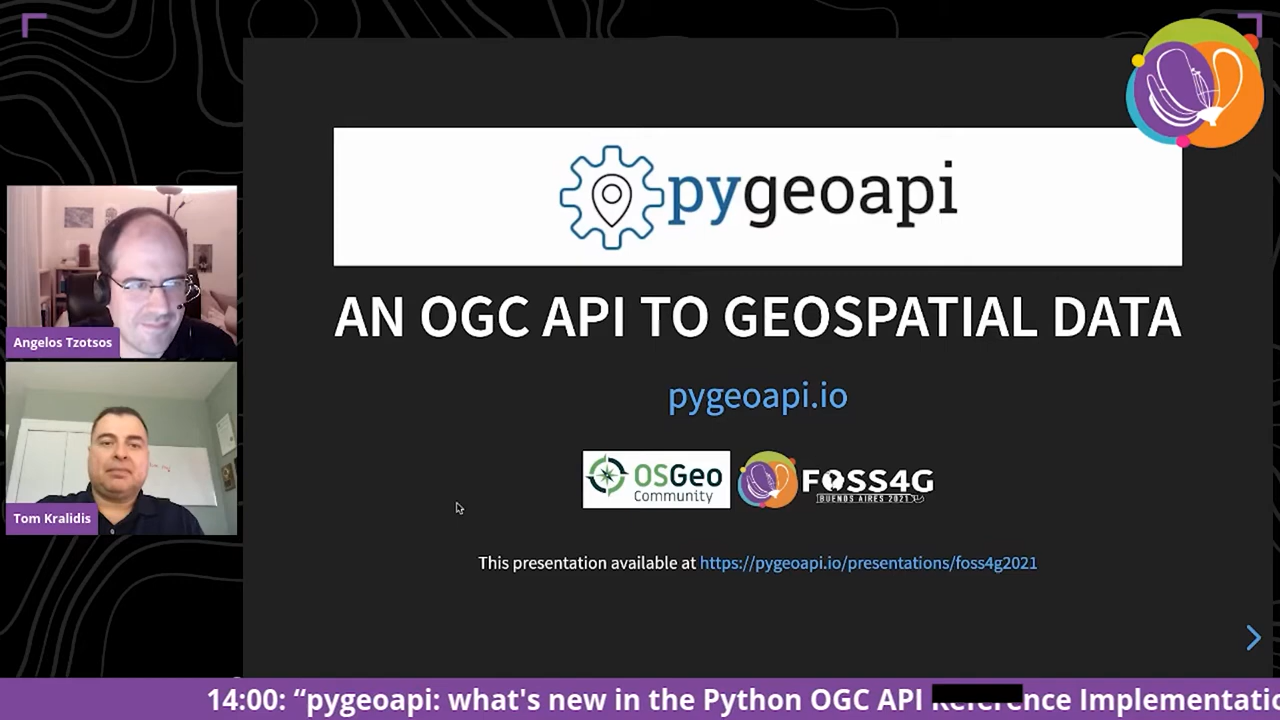 pygeoapi
AN OGC API TO GEOSPATIAL DATA
pygeoapi.io
OSGeo
Community
FOSS4G
BUENOS AIRES 2021
This presentation available at https://pygeoapi.io/presentations/foss4g2021
Angelos Tzotsos
Tom Kralidis
14:00: “pygeoapi: what's new in the Python OGC API